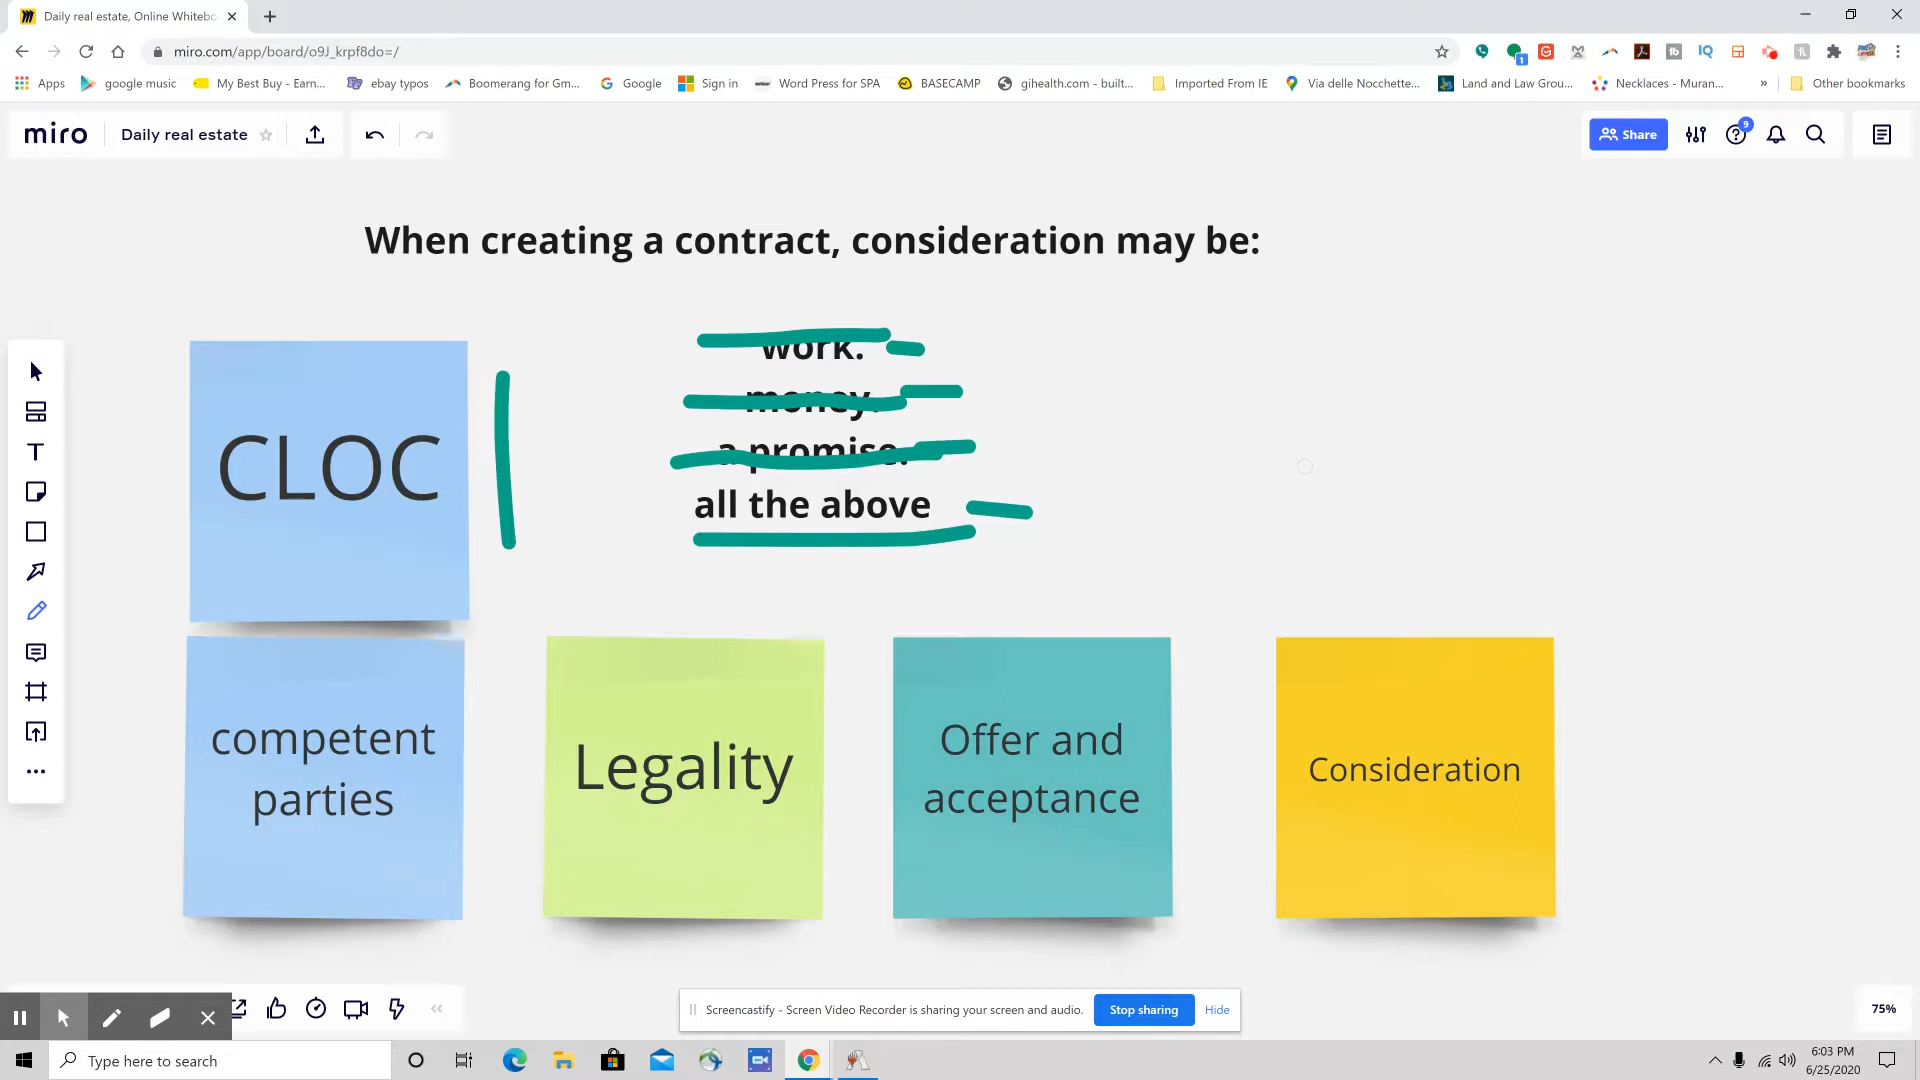 Daily real estate, Online Whitebo
miro.com/app/board/o9J_krpf8do=/
Apps
google music
My Best Buy - Earn...
ebay typos
Boomerang for Gm...
Google
Sign in
Word Press for SPA
BASECAMP
gihealth.com - built...
Imported From IE
Via delle Nocchette...
Land and Law Grou...
Necklaces - Muran...
»
Other bookmarks
miro
Daily real estate
Share
9
When creating a contract, consideration may be:
work.
money.
a promise.
all the above
CLOC
competent
parties
Legality
Offer and
acceptance
Consideration
Screencastify - Screen Video Recorder is sharing your screen and audio.
Stop sharing
Hide
75%
Type here to search
6:03 PM
6/25/2020